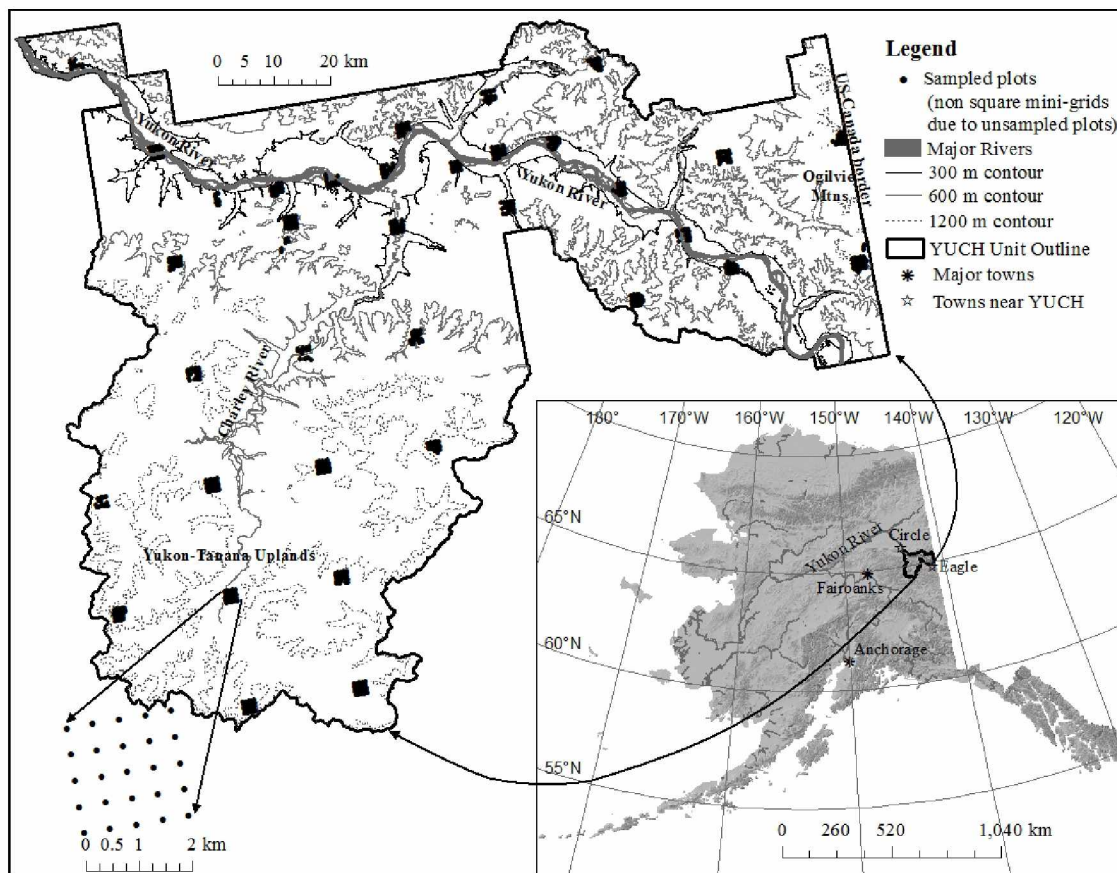 0 5 10 20 km
Legend
Sampled plots
(non square mini-grids
due to unsampled plots)
Major Rivers
300 m contour
600 m contour
1200 m contour
YUCH Unit Outline
Major towns
Towns near YUCH
US Canada border
Yukon River
Yukon River
Ogilvie
Mtns
Charley River
Yukon-Tanana Uplands
0 0.5 1 2 km
180°
170°W
160°W
150°W
140°W
130°W
120°W
65°N
60°N
55°N
Yukon River
Circle
Eagle
Fairoanks
Anchorage
0 260 520 1,040 km